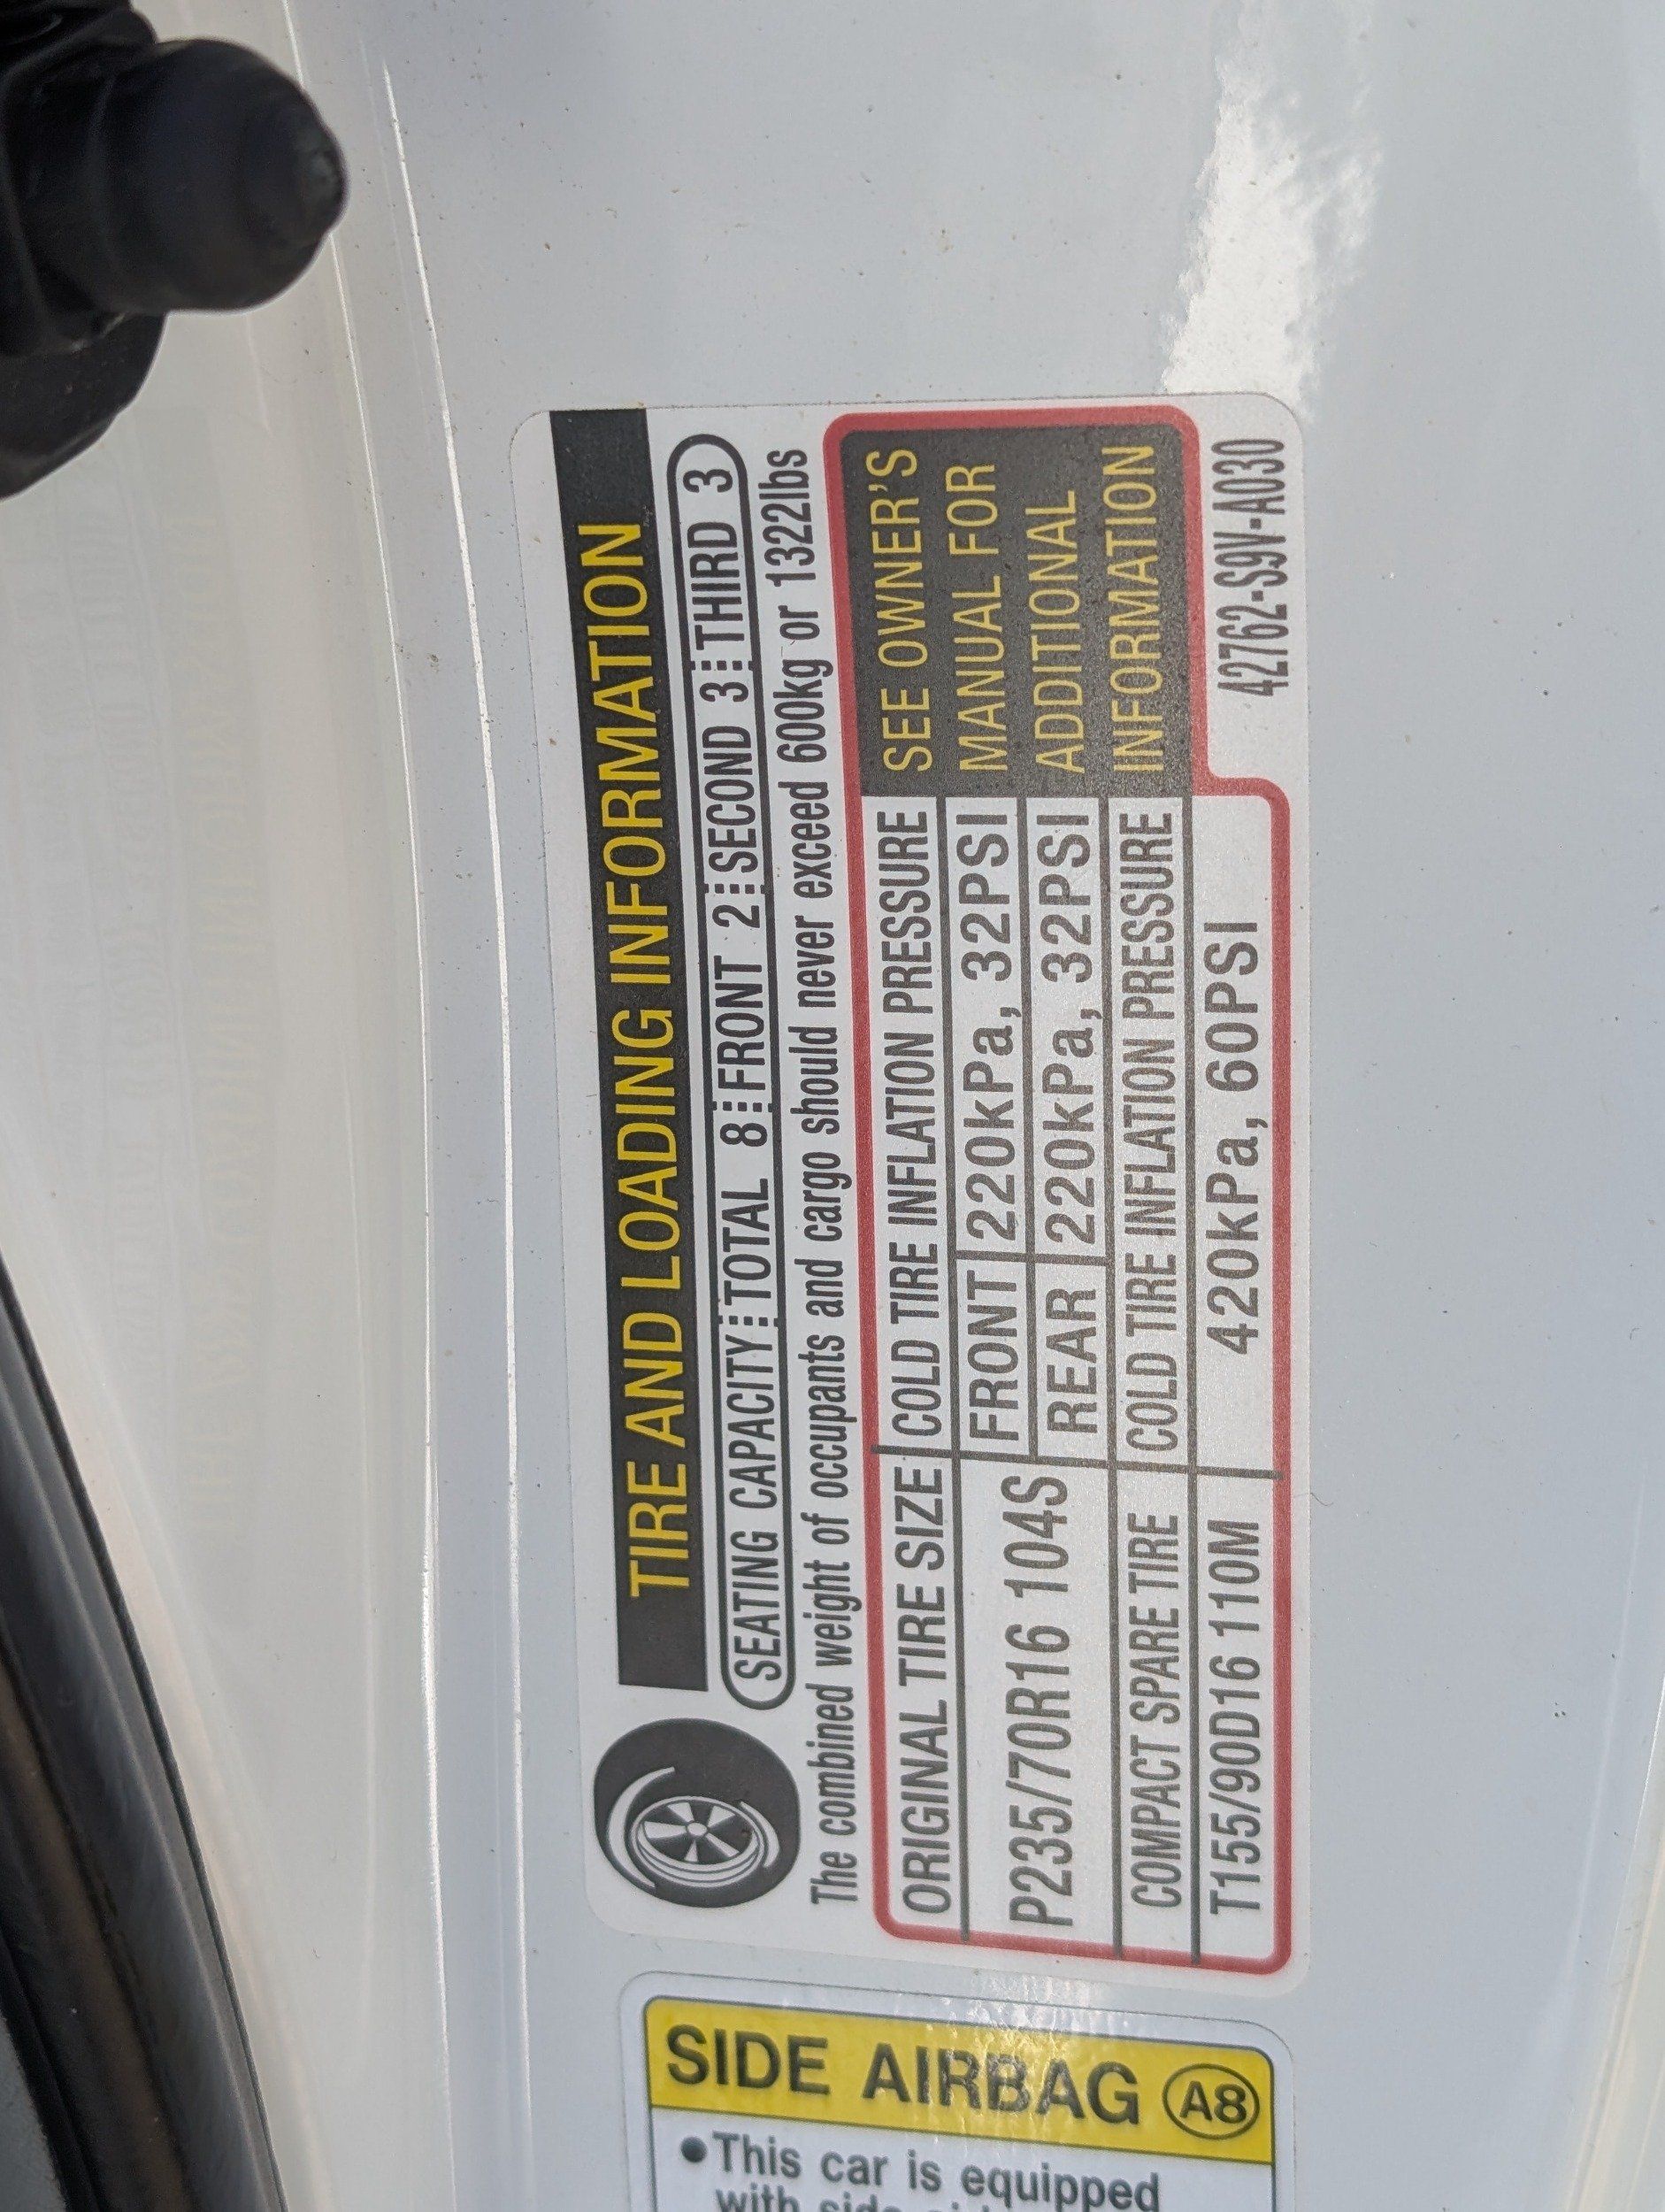 TIRE AND LOADING INFORMATION
SEATING CAPACITY TOTAL 8 FRONT 2 SECOND 3 THIRD 3
The combined weight of occupants and cargo should never exceed 600kg or 1322lbs
ORIGINAL TIRE SIZE COLD TIRE INFLATION PRESSURE
P235/70R16 104S
FRONT 220kPa, 32PSI
REAR 220kPa, 32PSI
COMPACT SPARE TIRE COLD TIRE INFLATION PRESSURE
T155/90D16 110M 420kPa, 60PSI
SEE OWNER'S
MANUAL FOR
ADDITIONAL
INFORMATION
42762-S9V-A030
SIDE AIRBAG A8
●This car is equipped
with side